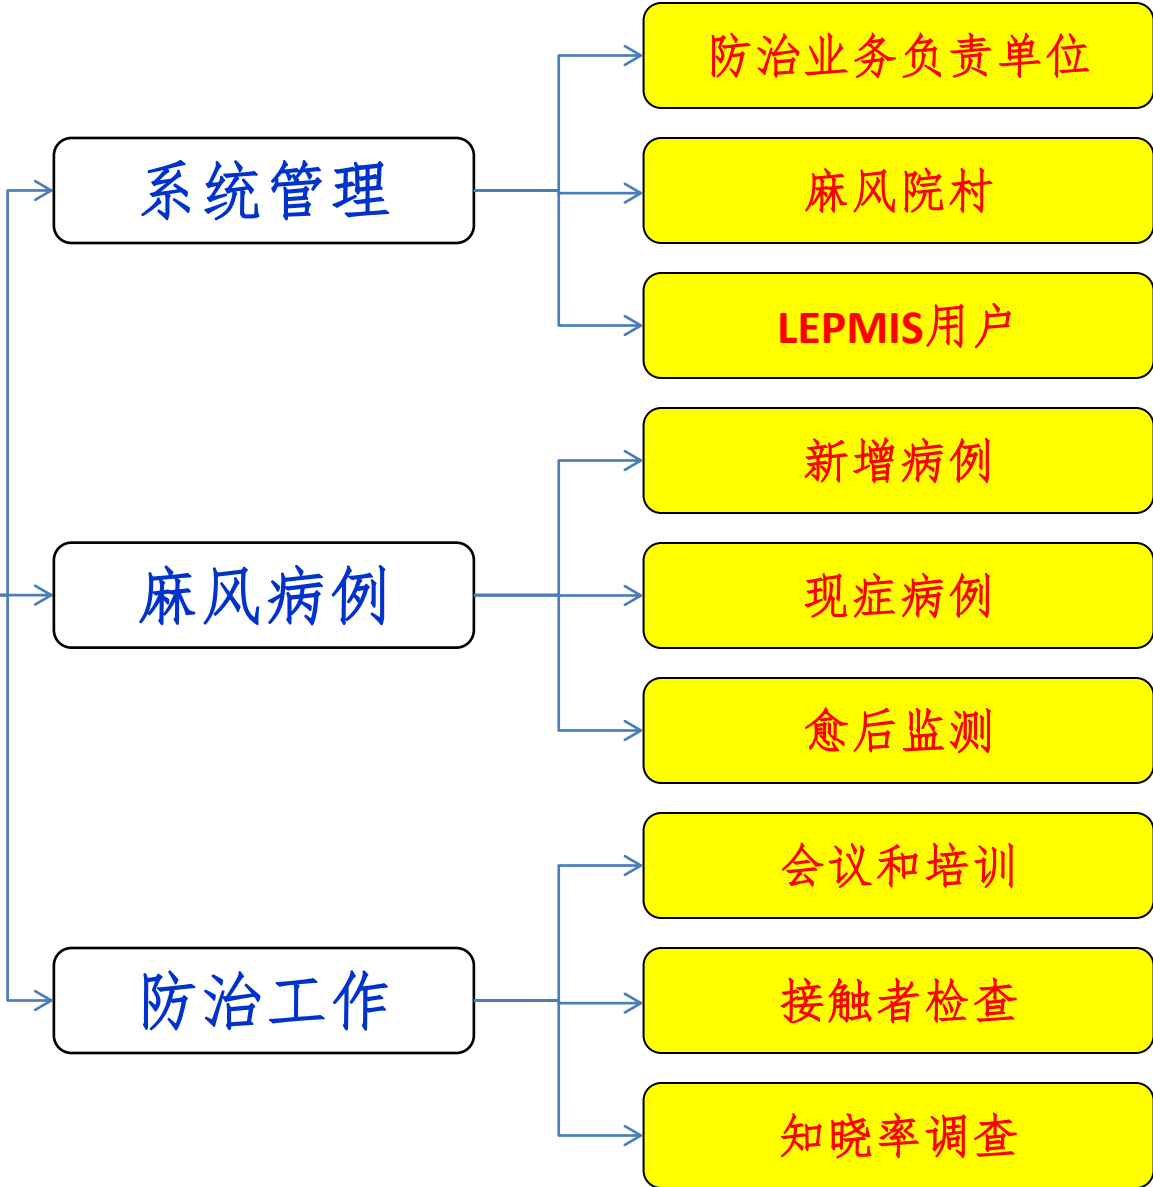 系统管理
防治业务负责单位
麻风院村
LEPMIS用户
麻风病例
新增病例
现症病例
愈后监测
防治工作
会议和培训
接触者检查
知晓率调查